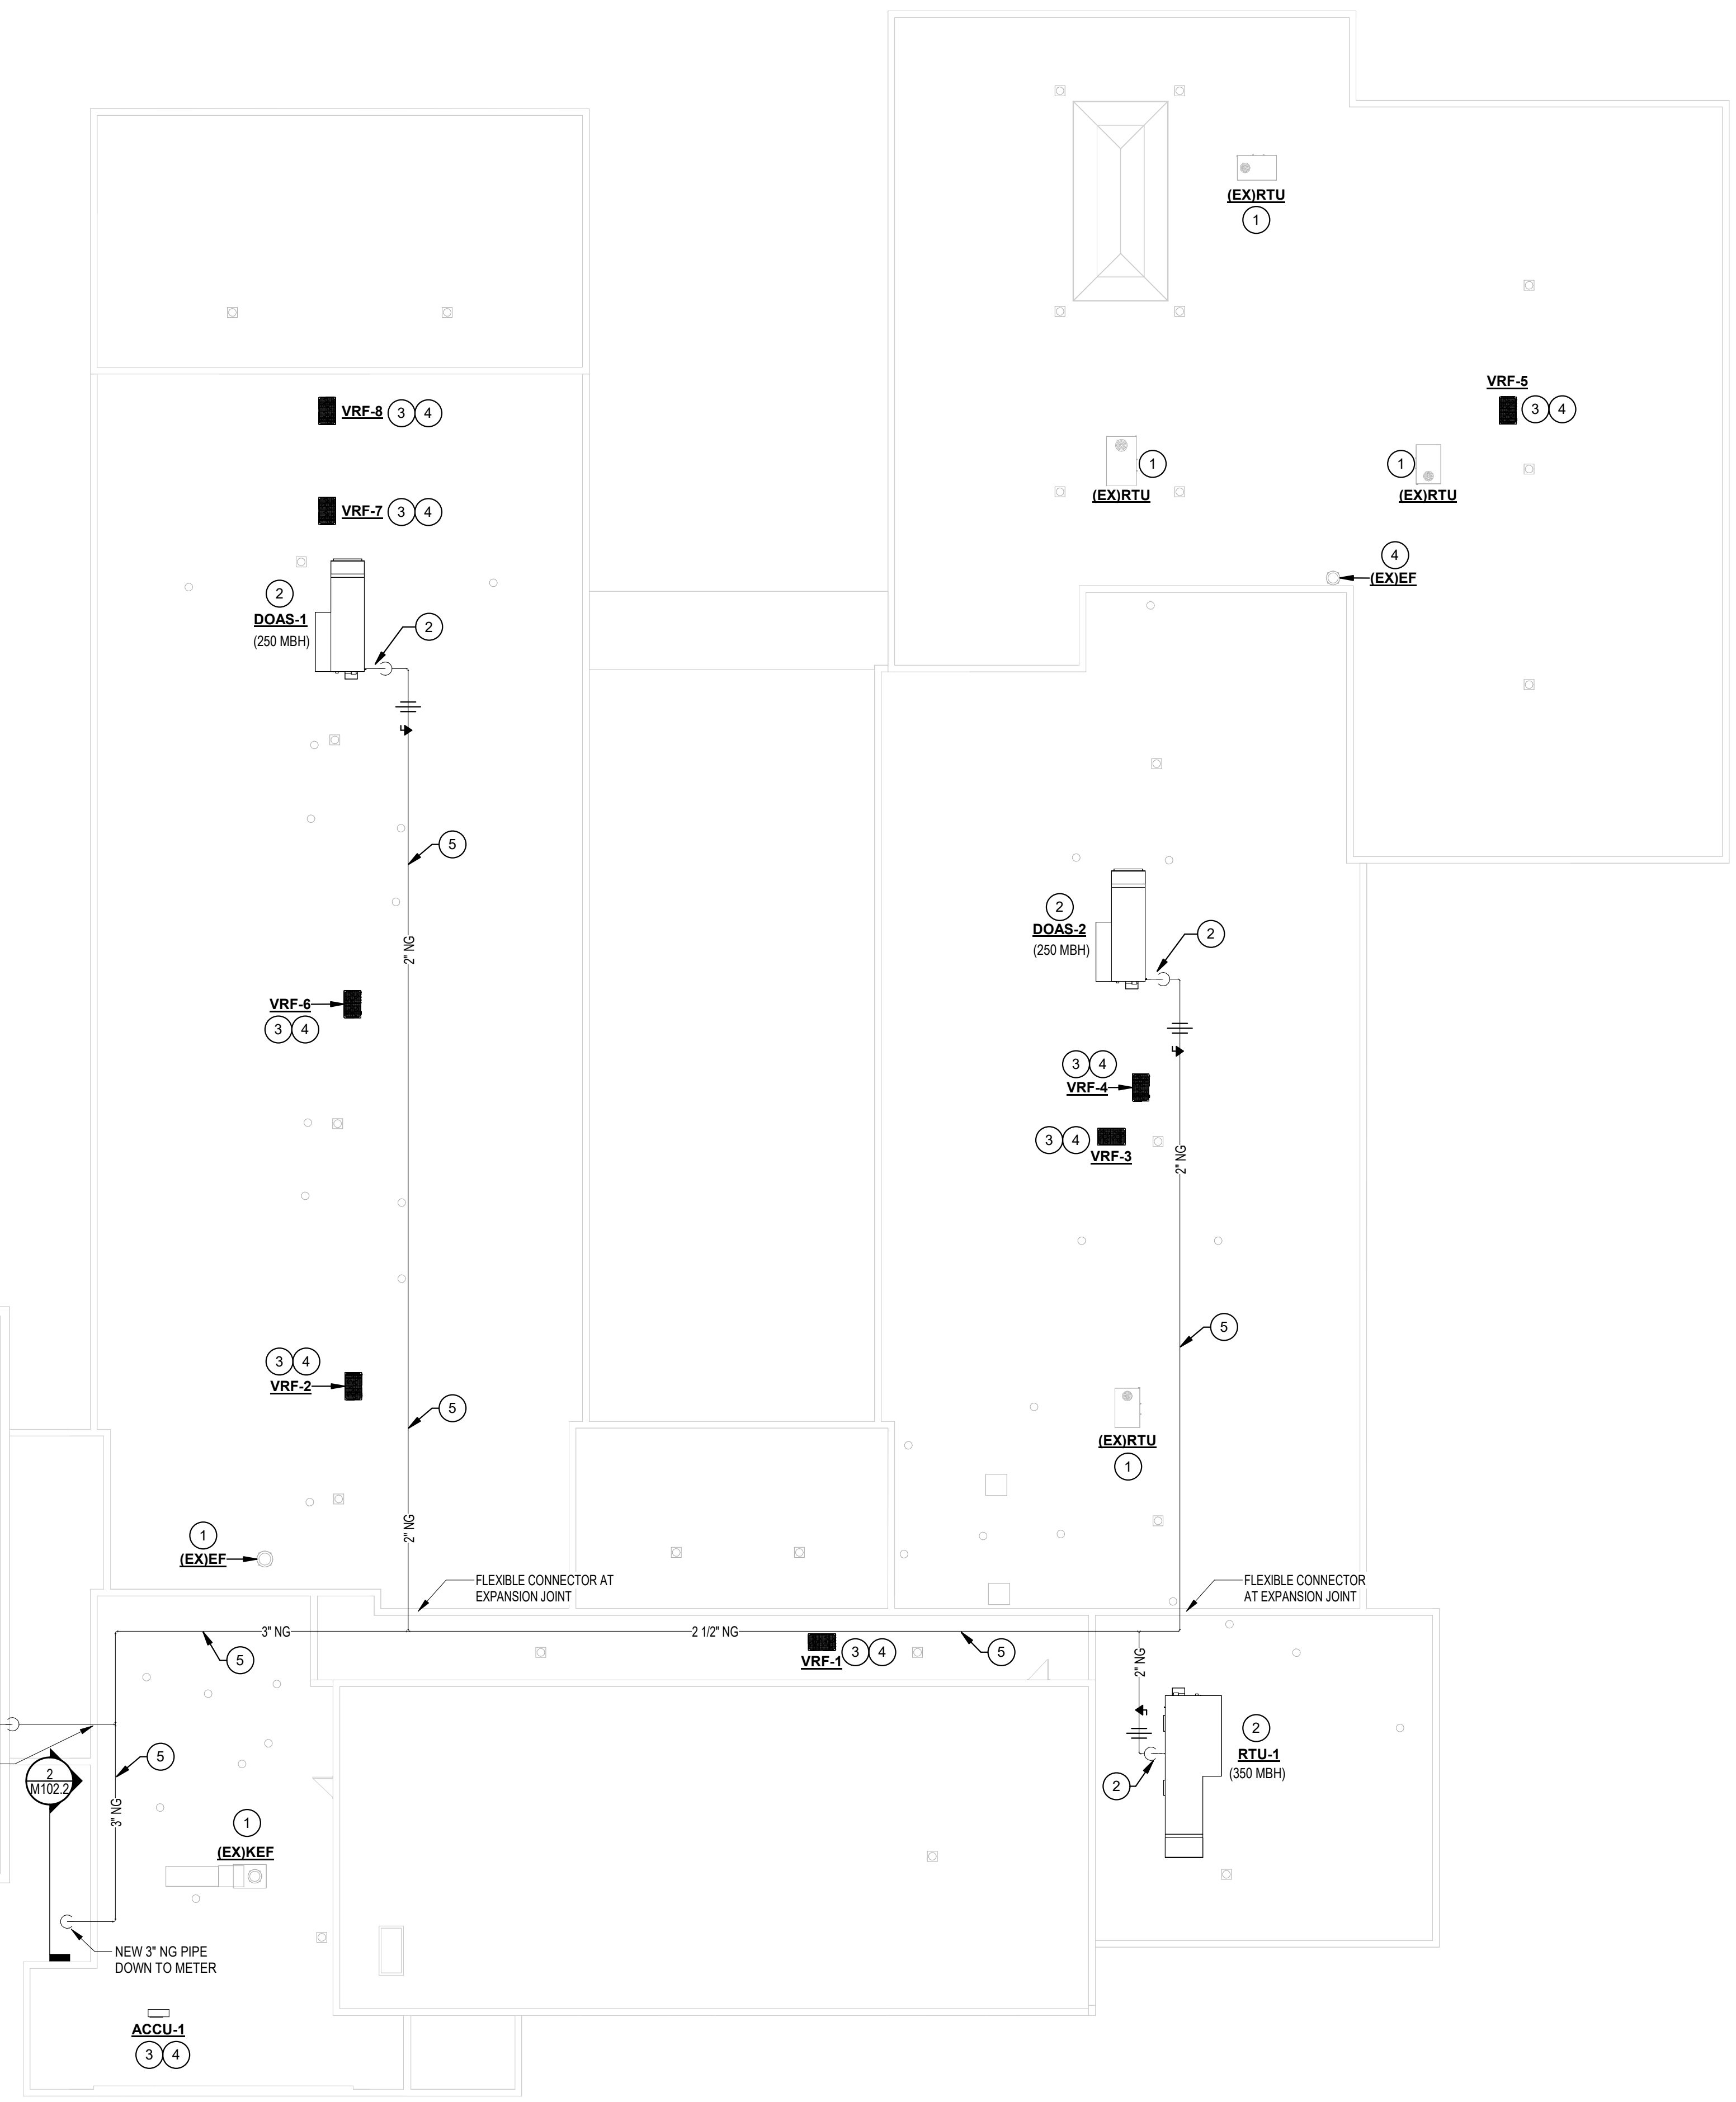 (EX)RTU
1
VRF-5
3 4
VRF-8 3 4
1
(EX)RTU
1
(EX)RTU
VRF-7 3 4
4
(EX)EF
2
DOAS-1
(250 MBH)
2
5
2" NG
2
DOAS-2
(250 MBH)
2
VRF-6
3 4
3 4
VRF-4
3 4
VRF-3
2" NG
5
3 4
VRF-2
5
(EX)RTU
1
2" NG
1
(EX)EF
FLEXIBLE CONNECTOR AT
EXPANSION JOINT
FLEXIBLE CONNECTOR
AT EXPANSION JOINT
3" NG
5
2 1/2" NG
VRF-1
3 4
5
2" NG
2
RTU-1
(350 MBH)
2
5
2
M102.2
3" NG
1
(EX)KEF
NEW 3" NG PIPE
DOWN TO METER
ACCU-1
3 4